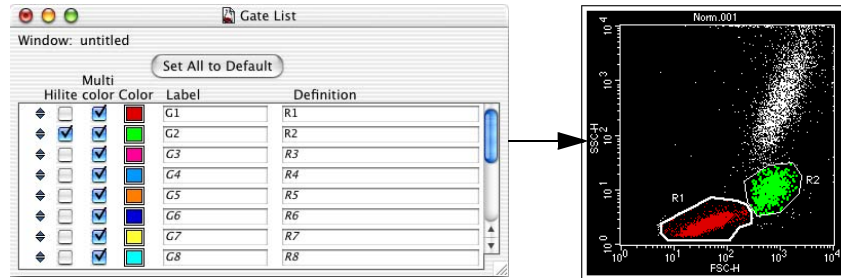 Gate List
Window: untitled
Set All to Default
Multi
Hilite color Color Label Definition
G1 R1
G2 R2
G3 R3
G4 R4
G5 R5
G6 R6
G7 R7
G8 R8
Norm.001
SSC-H
10^0 10^1 10^2 10^3 10^4
R1
R2
10^0 10^1 10^2 10^3 10^4
FSC-H